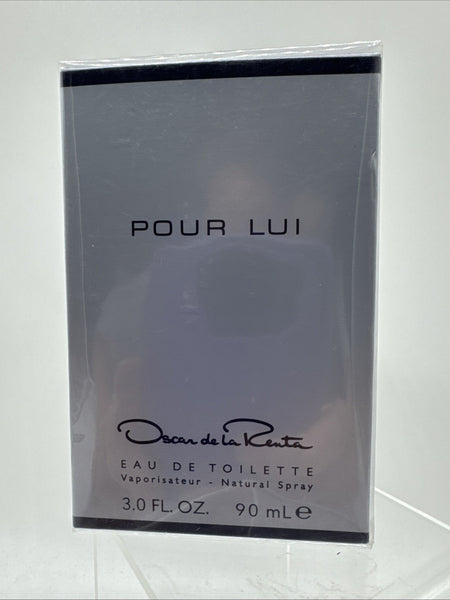 POUR LUI
Oscar de la Renta
EAU DE TOILETTE
Vaporisateur - Natural Spray
3.0 FL. OZ. 90 mL ℮